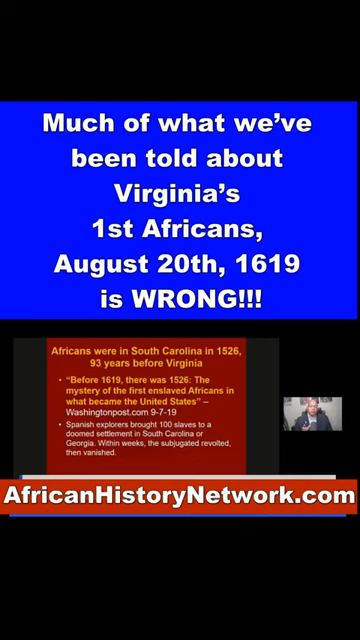 Much of what we've
been told about
Virginia's
1st Africans,
August 20th, 1619
is WRONG!!!
Africans were in South Carolina in 1526,
93 years before Virginia
• "Before 1619, there was 1526: The
mystery of the first enslaved Africans in
what became the United States" –
Washingtonpost.com 9-7-19
• Spanish explorers brought 100 slaves to a
doomed settlement in South Carolina or
Georgia. Within weeks, the subjugated revolted,
then vanished.
AfricanHistoryNetwork.com